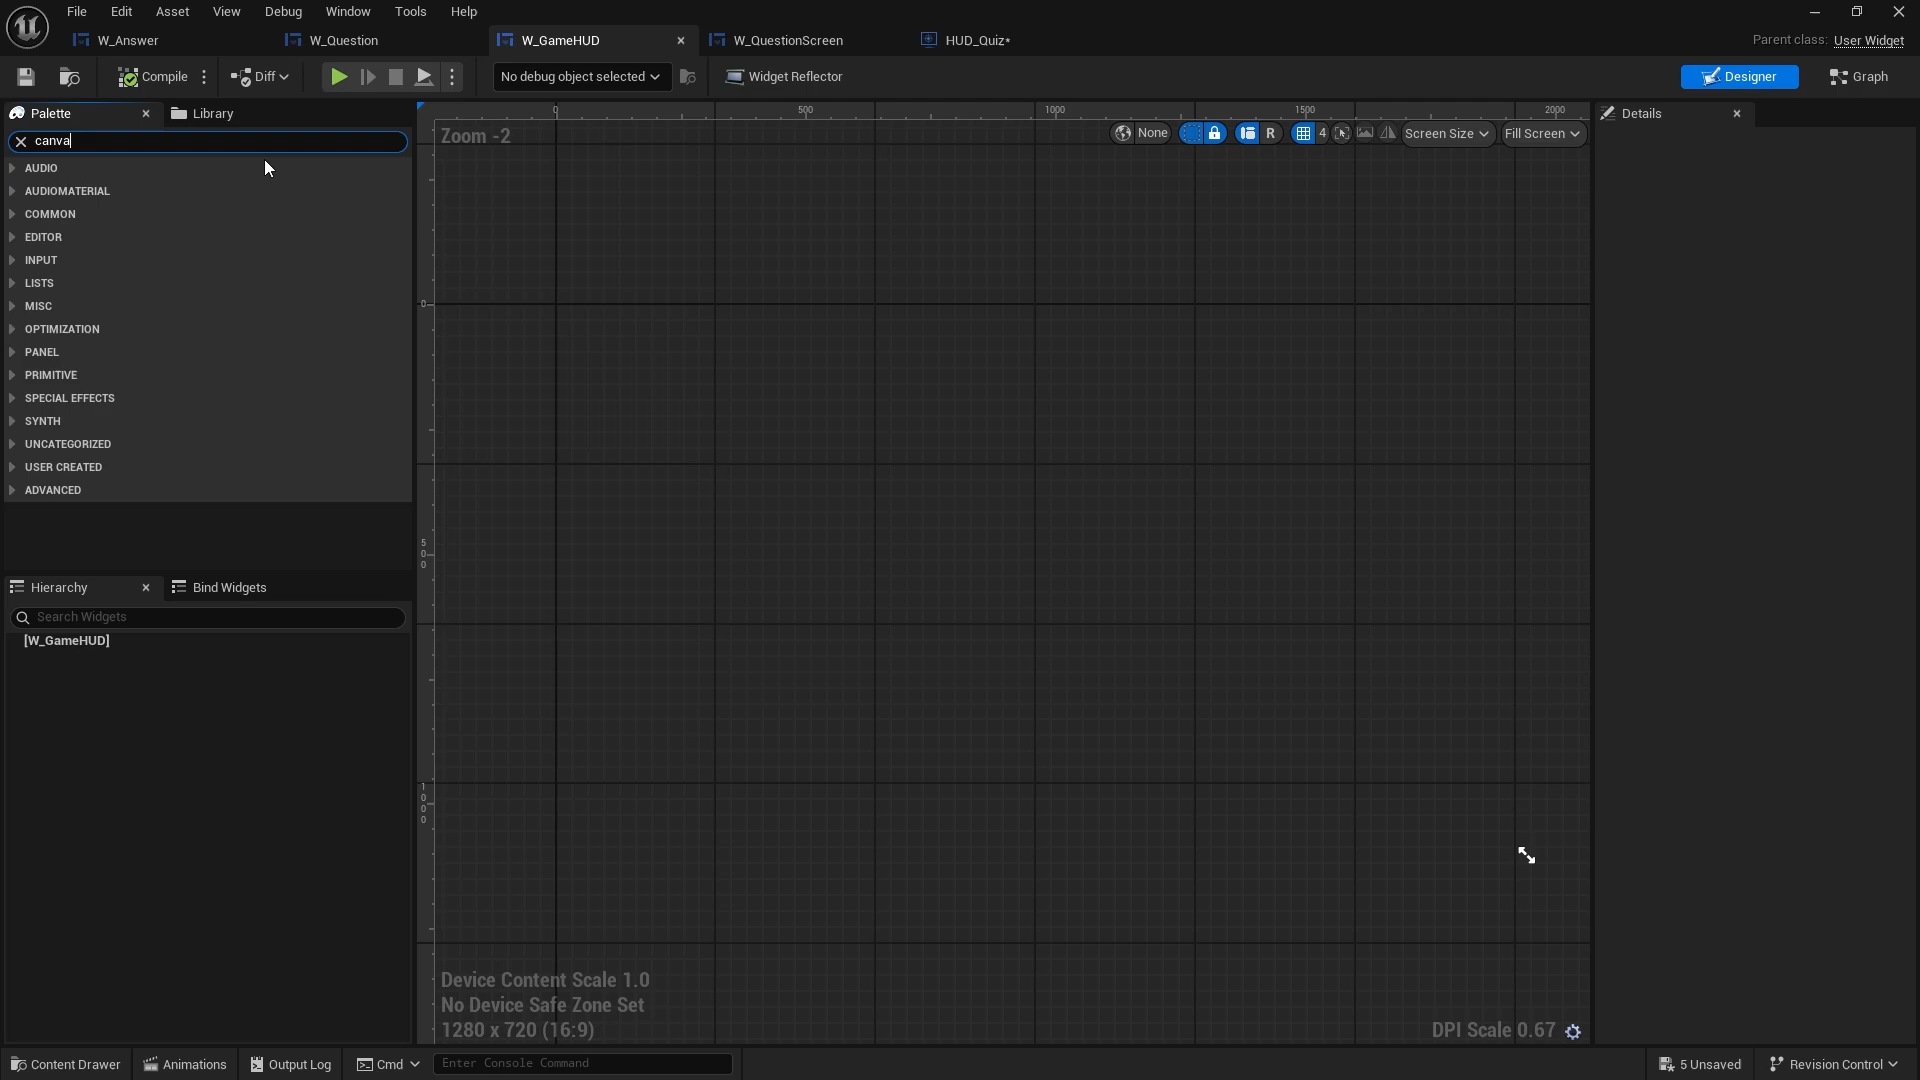 File Edit Asset View Debug Window Tools Help
W_Answer W_Question W_GameHUD W_QuestionScreen HUD_Quiz* Parent class: User Widget
Compile Diff No debug object selected Widget Reflector Designer Graph
Palette Library Details
canva
AUDIO
AUDIOMATERIAL
COMMON
EDITOR
INPUT
LISTS
MISC
OPTIMIZATION
PANEL
PRIMITIVE
SPECIAL EFFECTS
SYNTH
UNCATEGORIZED
USER CREATED
ADVANCED
Hierarchy Bind Widgets
Search Widgets
[W_GameHUD]
0 500 1000 1500 2000
Zoom -2 None R 4 Screen Size Fill Screen
0
500
1000
Device Content Scale 1.0
No Device Safe Zone Set
1280 x 720 (16:9) DPI Scale 0.67
Content Drawer Animations Output Log Cmd Enter Console Command 5 Unsaved Revision Control